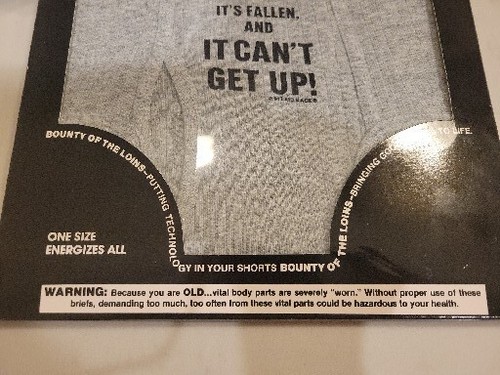 IT'S FALLEN,
AND
IT CAN'T
GET UP!
BOUNTY OF THE LOINS–PUTTING TECHNOLOGY IN YOUR SHORTS BOUNTY OF THE LOINS–BRINGING TO LIFE.
ONE SIZE
ENERGIZES ALL
WARNING: Because you are OLD...vital body parts are severely "worn." Without proper use of these
briefs, demanding too much, too often from these vital parts could be hazardous to your health.